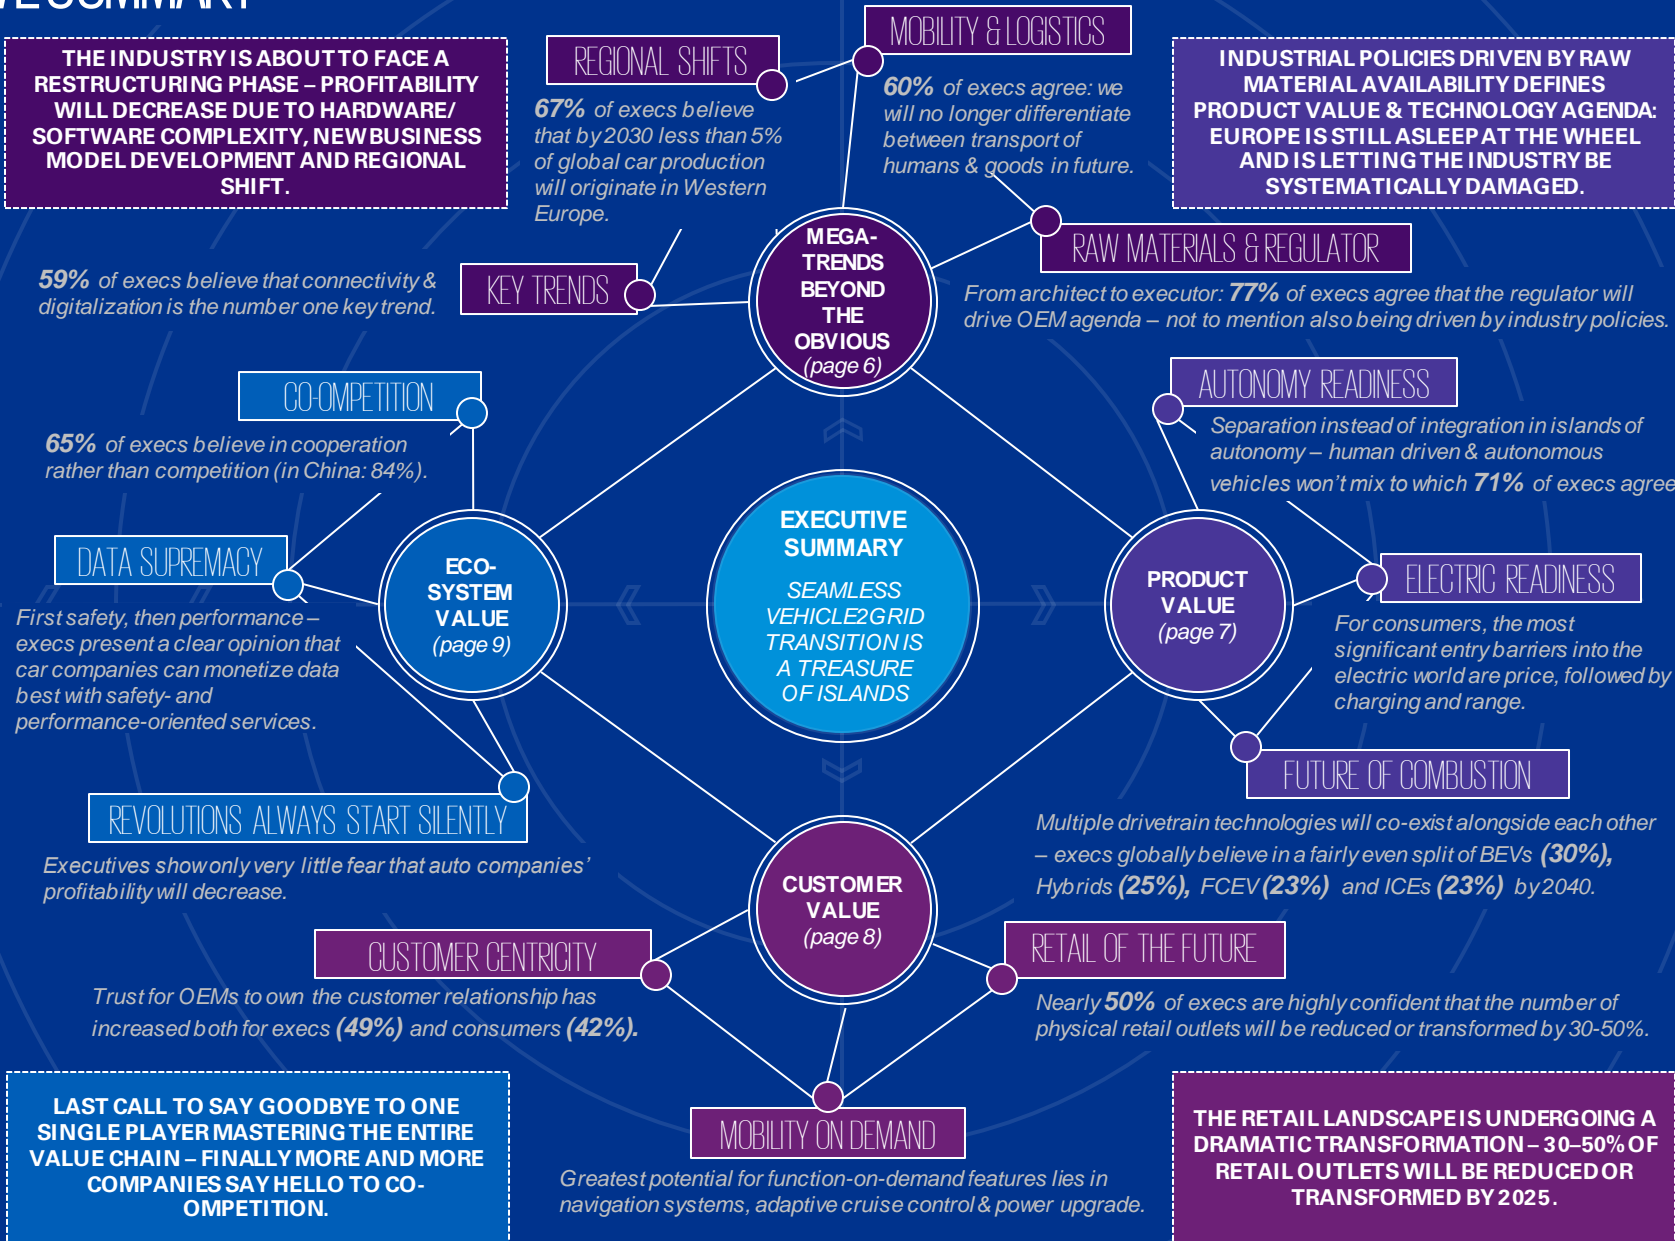 SUMMARY
THE INDUSTRY IS ABOUT TO FACE A
RESTRUCTURING PHASE – PROFITABILITY
WILL DECREASE DUE TO HARDWARE/
SOFTWARE COMPLEXITY, NEW BUSINESS
MODEL DEVELOPMENT AND REGIONAL
SHIFT.
REGIONAL SHIFTS
67% of execs believe
that by 2030 less than 5%
of global car production
will originate in Western
Europe.
MOBILITY & LOGISTICS
60% of execs agree: we
will no longer differentiate
between transport of
humans & goods in future.
INDUSTRIAL POLICIES DRIVEN BY RAW
MATERIAL AVAILABILITY DEFINES
PRODUCT VALUE & TECHNOLOGY AGENDA:
EUROPE IS STILL ASLEEP AT THE WHEEL
AND IS LETTING THE INDUSTRY BE
SYSTEMATICALLY DAMAGED.
59% of execs believe that connectivity &
digitalization is the number one key trend.
KEY TRENDS
MEGA-
TRENDS
BEYOND
THE
OBVIOUS
(page 6)
RAW MATERIALS & REGULATOR
From architect to executor: 77% of execs agree that the regulator will
drive OEM agenda – not to mention also being driven by industry policies.
CO-OMPETITION
65% of execs believe in cooperation
rather than competition (in China: 84%).
AUTONOMY READINESS
Separation instead of integration in islands of
autonomy – human driven & autonomous
vehicles won't mix to which 71% of execs agree
DATA SUPREMACY
First safety, then performance –
execs present a clear opinion that
car companies can monetize data
best with safety- and
performance-oriented services.
ECO-
SYSTEM
VALUE
(page 9)
EXECUTIVE
SUMMARY
SEAMLESS
VEHICLE2GRID
TRANSITION IS
A TREASURE
OF ISLANDS
PRODUCT
VALUE
(page 7)
ELECTRIC READINESS
For consumers, the most
significant entry barriers into the
electric world are price, followed by
charging and range.
REVOLUTIONS ALWAYS START SILENTLY
Executives show only very little fear that auto companies'
profitability will decrease.
FUTURE OF COMBUSTION
Multiple drivetrain technologies will co-exist alongside each other
– execs globally believe in a fairly even split of BEVs (30%),
Hybrids (25%), FCEV (23%) and ICEs (23%) by 2040.
CUSTOMER
VALUE
(page 8)
CUSTOMER CENTRICITY
Trust for OEMs to own the customer relationship has
increased both for execs (49%) and consumers (42%).
RETAIL OF THE FUTURE
Nearly 50% of execs are highly confident that the number of
physical retail outlets will be reduced or transformed by 30-50%.
LAST CALL TO SAY GOODBYE TO ONE
SINGLE PLAYER MASTERING THE ENTIRE
VALUE CHAIN – FINALLY MORE AND MORE
COMPANIES SAY HELLO TO CO-
OMPETITION.
MOBILITY ON DEMAND
Greatest potential for function-on-demand features lies in
navigation systems, adaptive cruise control & power upgrade.
THE RETAIL LANDSCAPE IS UNDERGOING A
DRAMATIC TRANSFORMATION – 30–50% OF
RETAIL OUTLETS WILL BE REDUCED OR
TRANSFORMED BY 2025.